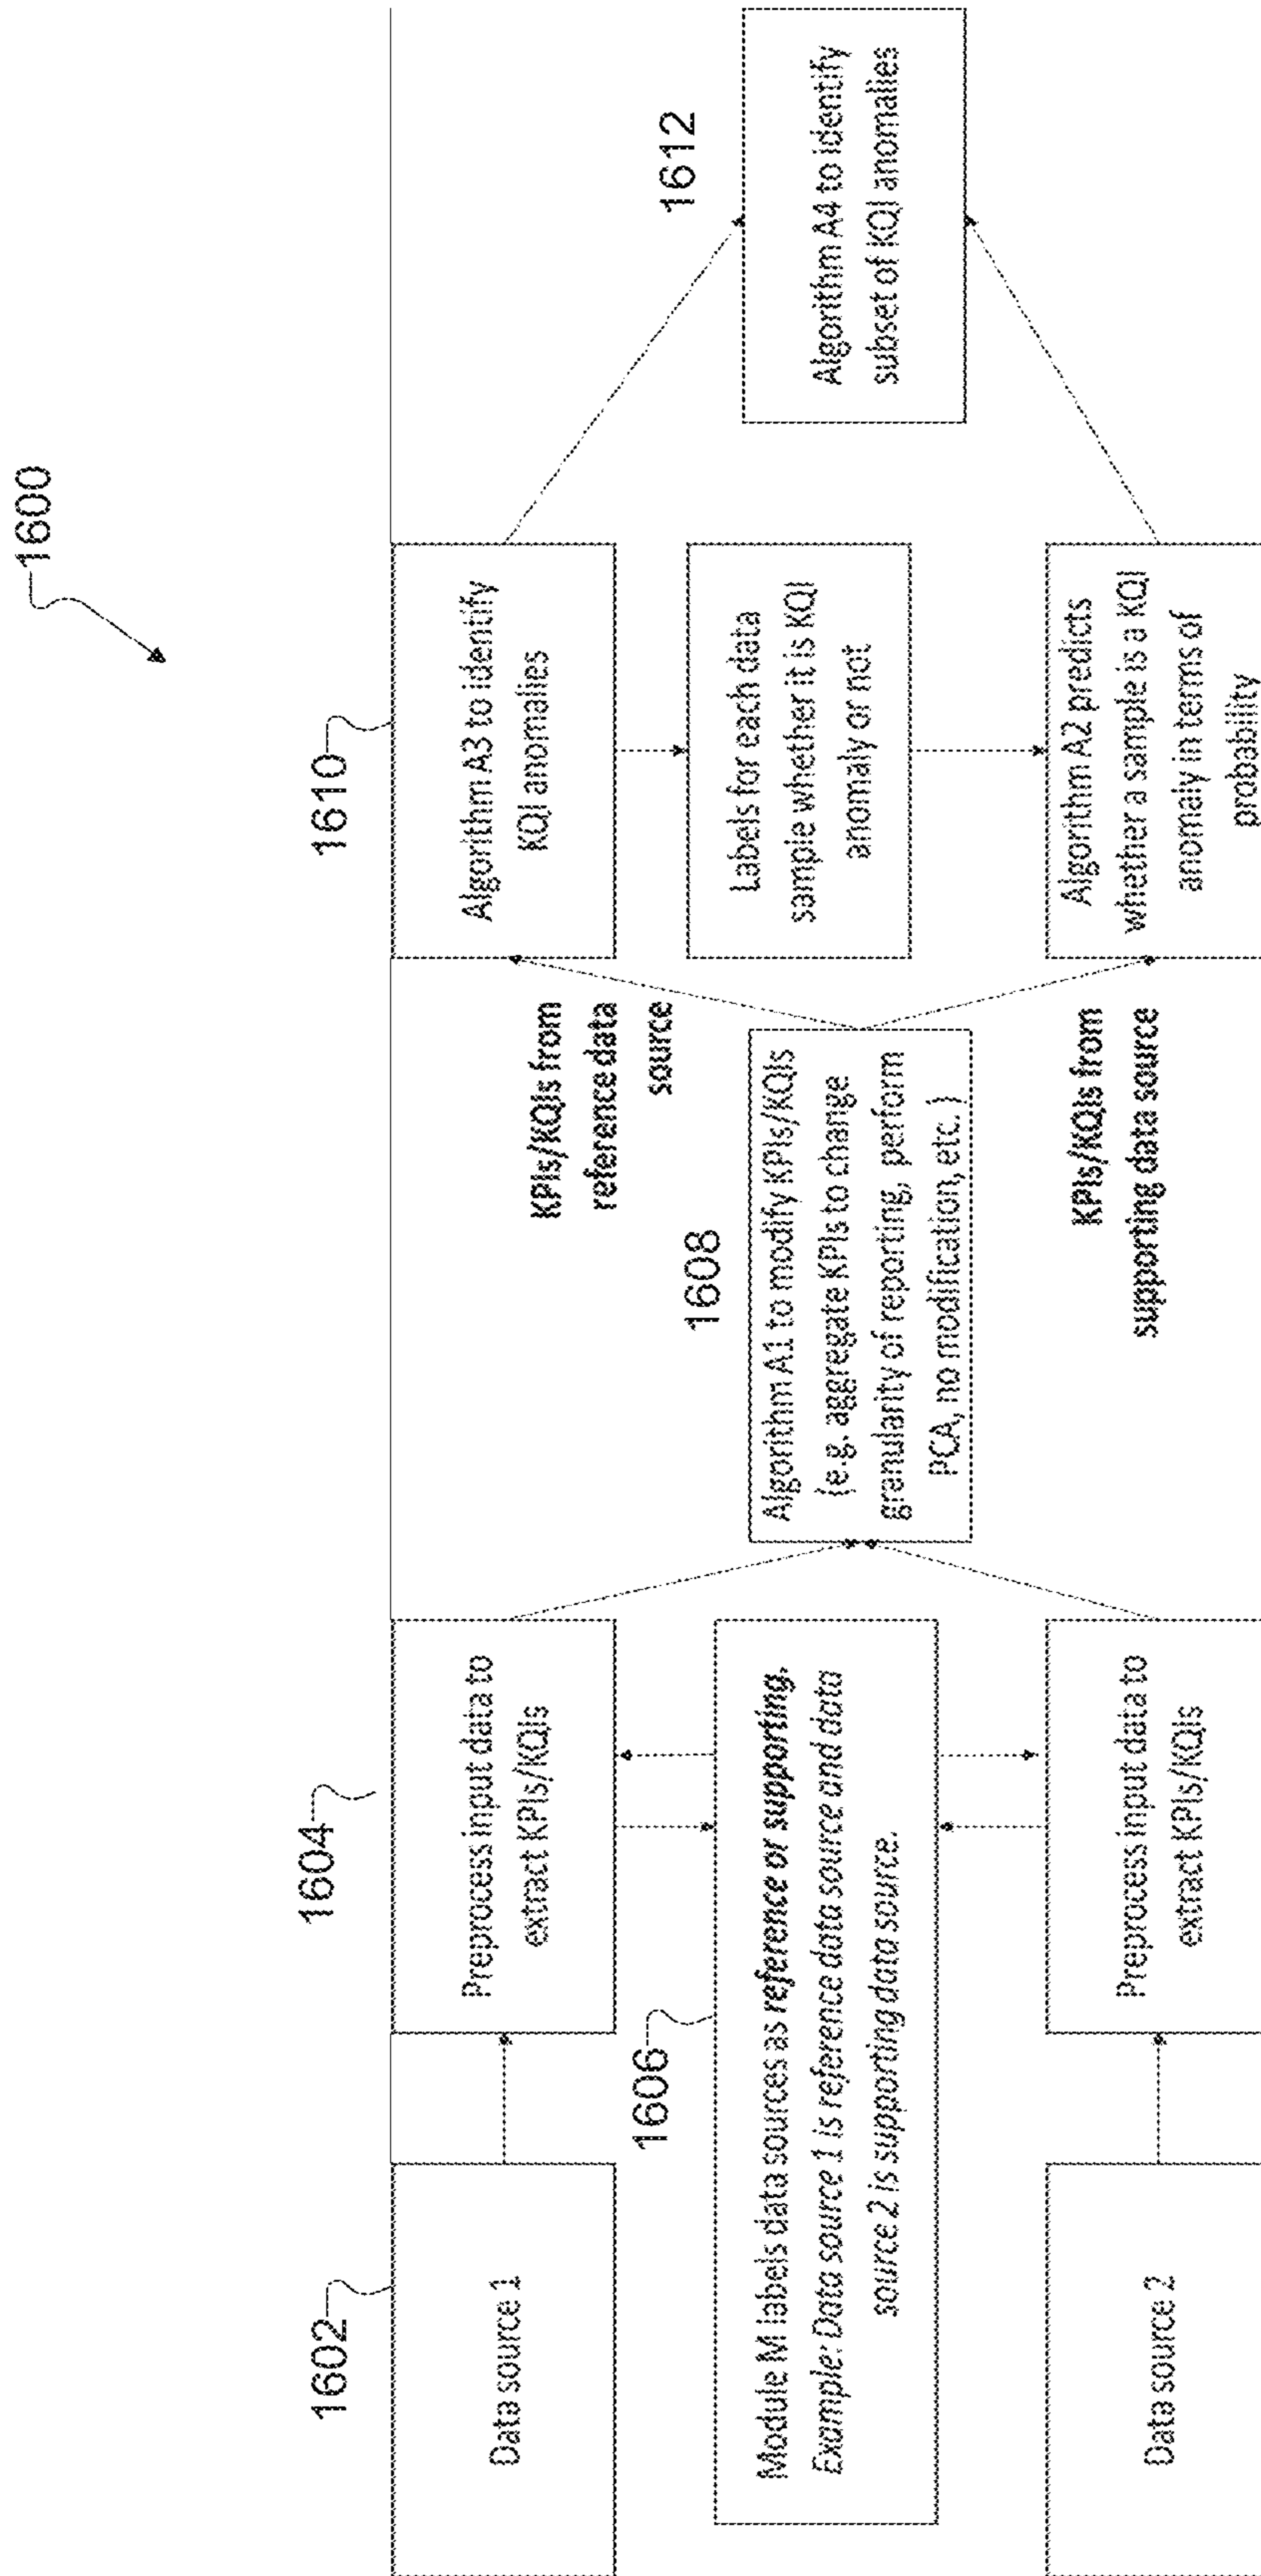 1600
1602
Data source 1
1604
Preprocess input data to
extract KPIs/KQIs
1606
Module M labels data sources as reference or supporting.
Example: Data source 1 is reference data source and data
source 2 is supporting data source.
Data source 2
Preprocess input data to
extract KPIs/KQIs
1608
Algorithm A1 to modify KPIs/KQIs
(e.g. aggregate KPIs to change
granularity of reporting, perform
PCA, no modification, etc. )
KPIs/KQIs from
reference data
source
KPIs/KQIs from
supporting data source
1610
Algorithm A3 to identify
KQI anomalies
Labels for each data
sample whether it is KQI
anomaly or not
Algorithm A2 predicts
whether a sample is a KQI
anomaly in terms of
probability
1612
Algorithm A4 to identify
subset of KQI anomalies